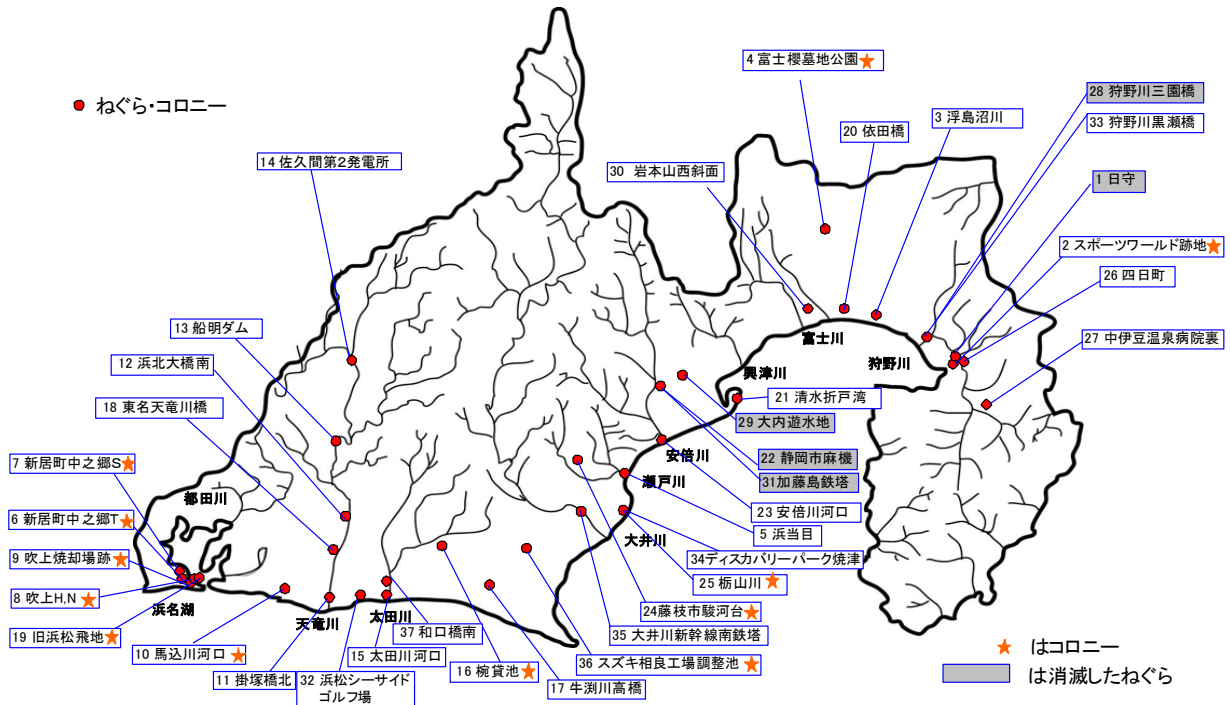 4 富士櫻墓地公園
28 狩野川三園橋
ねぐら・コロニー
3 浮島沼川
33 狩野川黒瀬橋
20 依田橋
14 佐久間第2発電所
30 岩本山西斜面
1 日守
2 スポーツワールド跡地
26 四日町
13 船明ダム
27 中伊豆温泉病院裏
富士川
12 浜北大橋南
狩野川
興津川
21 清水折戸湾
18 東名天竜川橋
29 大内遊水地
安倍川
22 静岡市麻機
7 新居町中之郷S
瀬戸川
31加藤島鉄塔
都田川
23 安倍川河口
6 新居町中之郷T
5 浜当目
大井川
9 吹上焼却場跡
34ディスカバリーパーク焼津
25 栃山川
8 吹上H,N
浜名湖
24藤枝市駿河台
天竜川
太田川
19 旧浜松飛地
37 和口橋南
35 大井川新幹線南鉄塔
はコロニー
10 馬込川河口
15 太田川河口
16 椀貸池
36 スズキ相良工場調整池
は消滅したねぐら
11 掛塚橋北
32 浜松シーサイド
ゴルフ場
17 牛渕川高橋